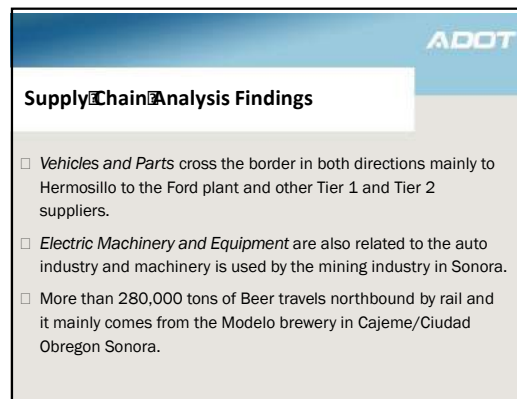 ADOT
Supply Chain Analysis Findings
Vehicles and Parts cross the border in both directions mainly to
Hermosillo to the Ford plant and other Tier 1 and Tier 2
suppliers.
Electric Machinery and Equipment are also related to the auto
industry and machinery is used by the mining industry in Sonora.
More than 280,000 tons of Beer travels northbound by rail and
it mainly comes from the Modelo brewery in Cajeme/Ciudad
Obregon Sonora.